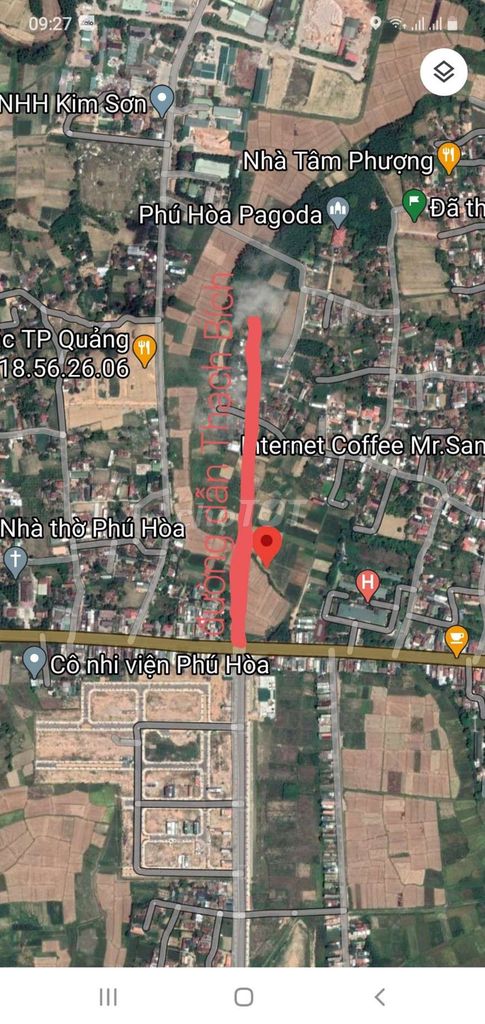 09:27
NHH Kim Sơn
Nhà Tâm Phượng
Phú Hòa Pagoda
Đã th
đường dẫn Thạch Bích
c TP Quảng
18.56.26.06
Internet Coffee Mr.San
Nhà thờ Phú Hòa
H
Cô nhi viện Phú Hòa